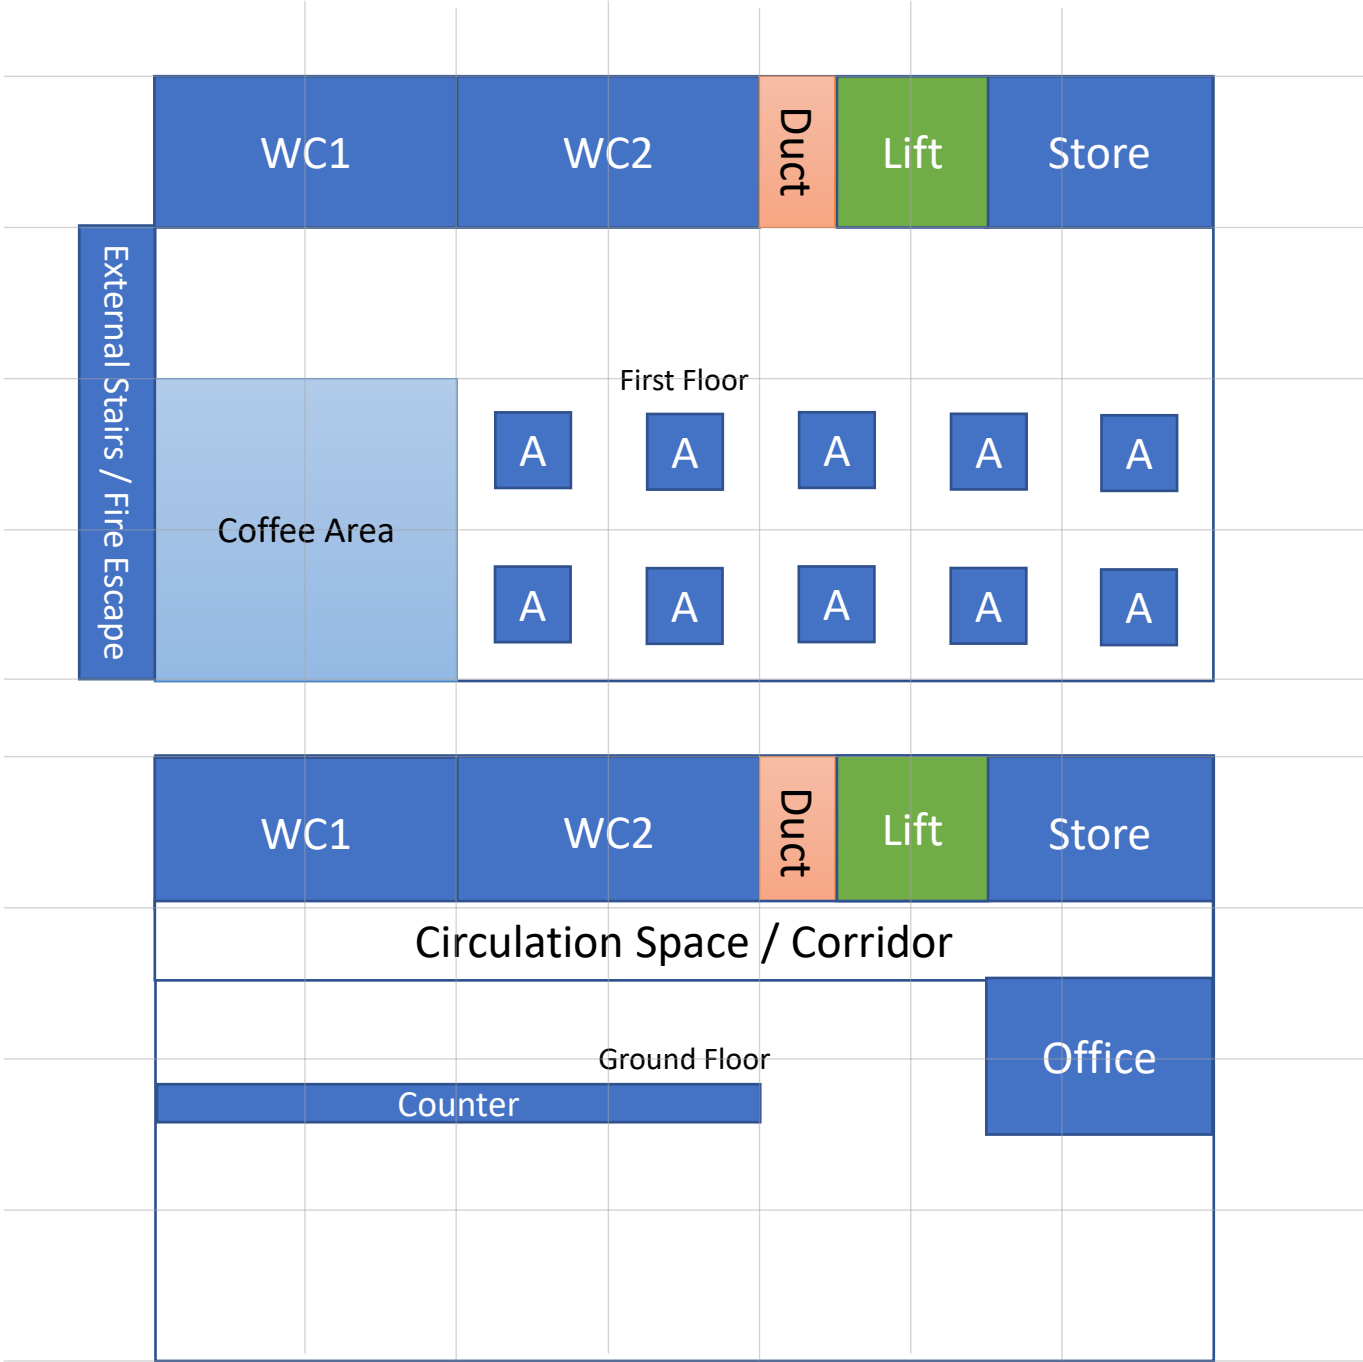 WC1
WC2
Duct
Lift
Store
External Stairs / Fire Escape
First Floor
A
A
A
A
A
Coffee Area
A
A
A
A
A
WC1
WC2
Duct
Lift
Store
Circulation Space / Corridor
Ground Floor
Office
Counter